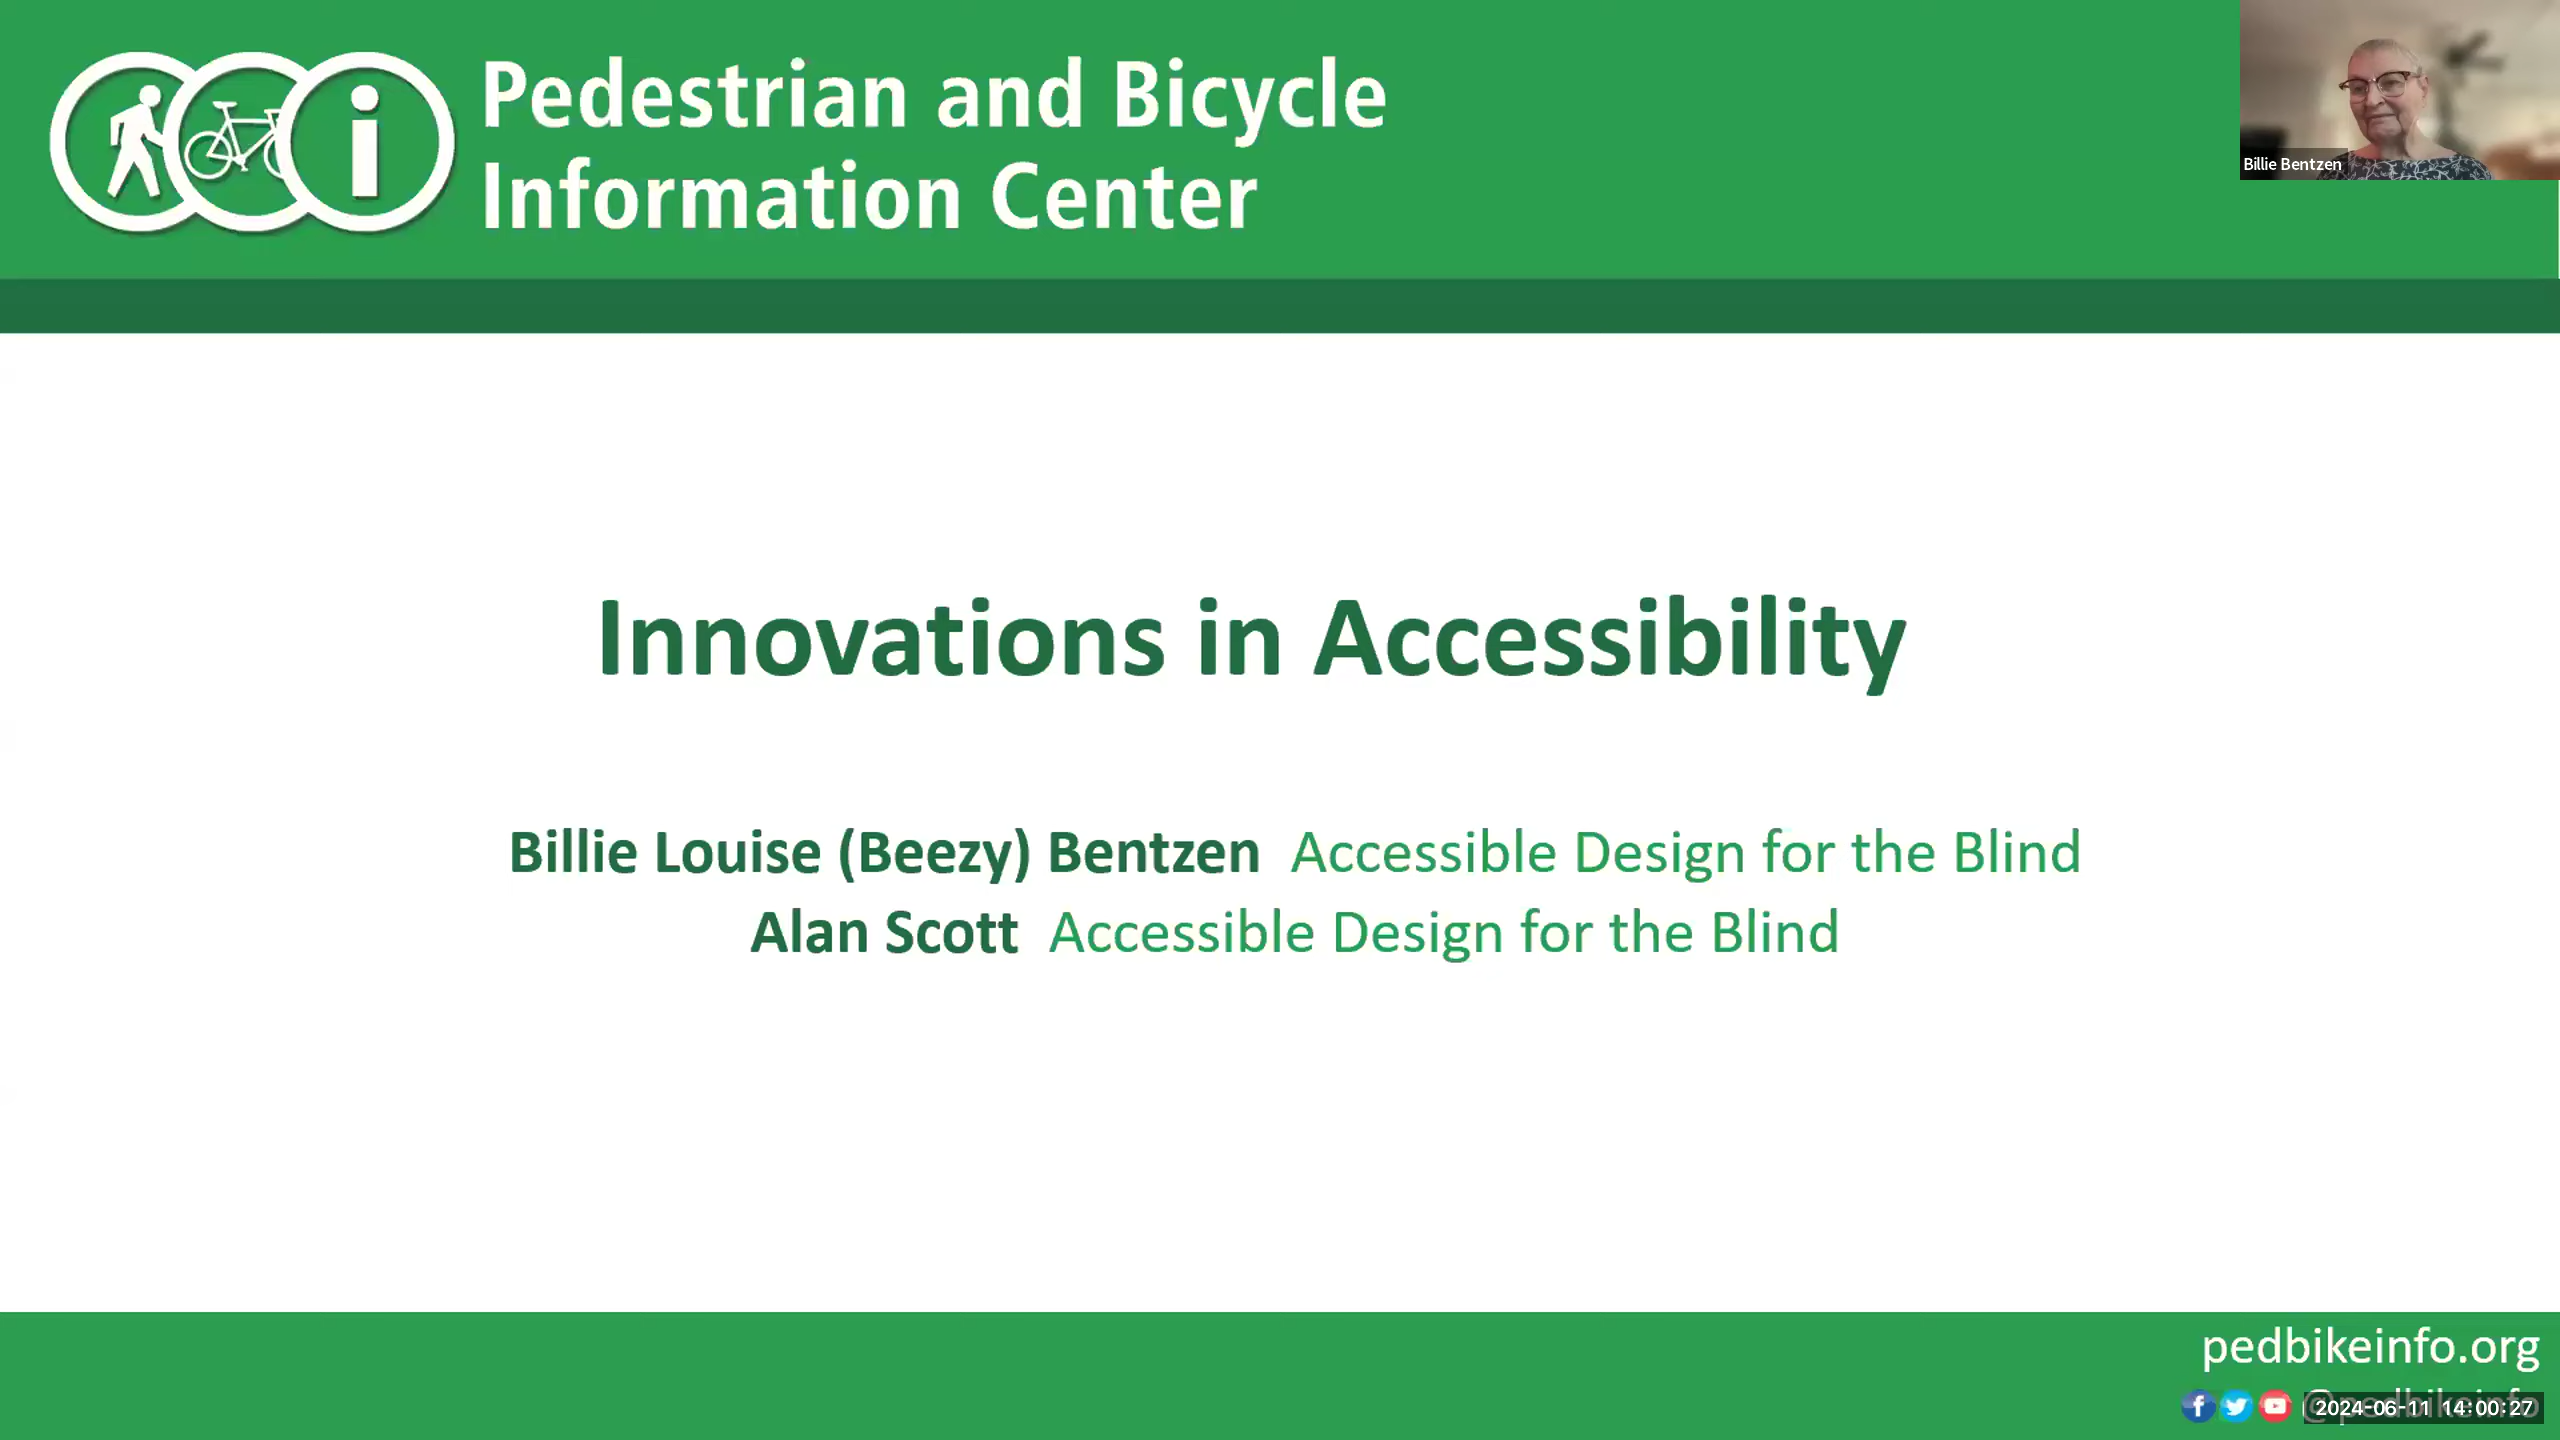 Pedestrian and Bicycle
Information Center
Billie Bentzen
Innovations in Accessibility
Billie Louise (Beezy) Bentzen Accessible Design for the Blind
Alan Scott Accessible Design for the Blind
pedbikeinfo.org
@pedbikeinfo
2024-06-11 14:00:27